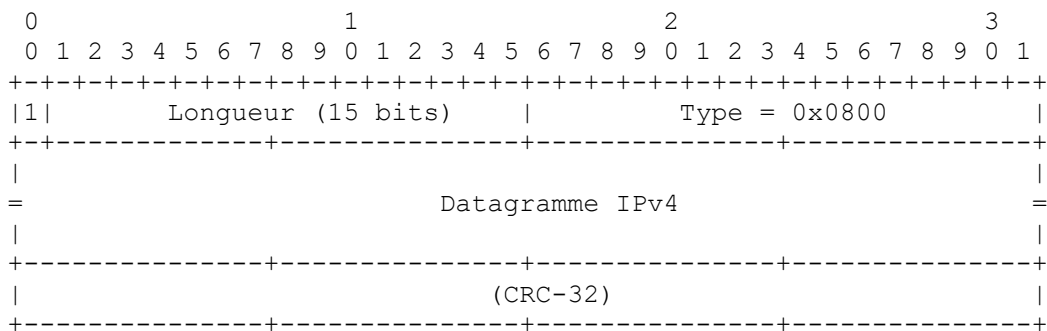 0                   1                   2                   3
0 1 2 3 4 5 6 7 8 9 0 1 2 3 4 5 6 7 8 9 0 1 2 3 4 5 6 7 8 9 0 1
+-+-+-+-+-+-+-+-+-+-+-+-+-+-+-+-+-+-+-+-+-+-+-+-+-+-+-+-+-+-+-+-+
|1|       Longueur (15 bits)    |         Type = 0x0800         |
+-+-------------+---------------+---------------+---------------+
|                                                               |
=                          Datagramme IPv4                      =
|                                                               |
+---------------+---------------+---------------+---------------+
|                             (CRC-32)                          |
+---------------+---------------+---------------+---------------+